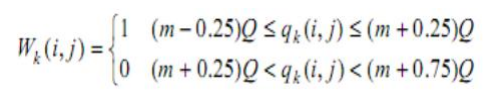 W_k(i,j) = { 1 (m−0.25)Q ≤ q_k(i,j) ≤ (m+0.25)Q
0 (m+0.25)Q < q_k(i,j) < (m+0.75)Q